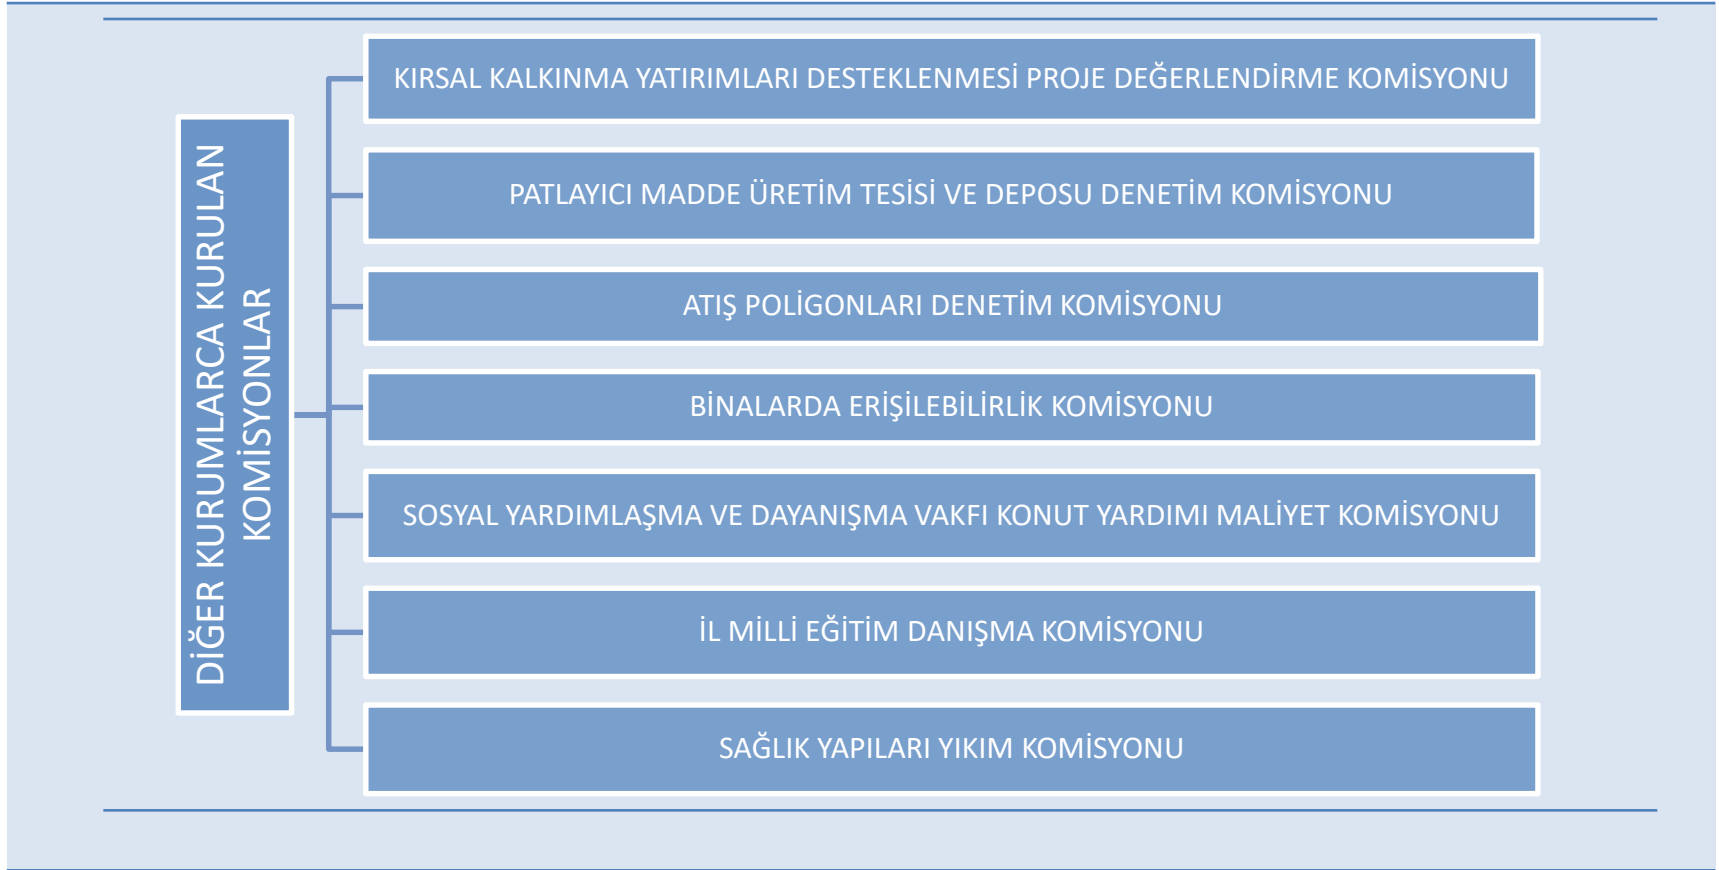 DİĞER KURUMLARCA KURULAN
KOMİSYONLAR
KIRSAL KALKINMA YATIRIMLARI DESTEKLENMESİ PROJE DEĞERLENDİRME KOMİSYONU
PATLAYICI MADDE ÜRETİM TESİSİ VE DEPOSU DENETİM KOMİSYONU
ATIŞ POLİGONLARI DENETİM KOMİSYONU
BİNALARDA ERİŞİLEBİLİRLİK KOMİSYONU
SOSYAL YARDIMLAŞMA VE DAYANIŞMA VAKFI KONUT YARDIMI MALİYET KOMİSYONU
İL MİLLİ EĞİTİM DANIŞMA KOMİSYONU
SAĞLIK YAPILARI YIKIM KOMİSYONU